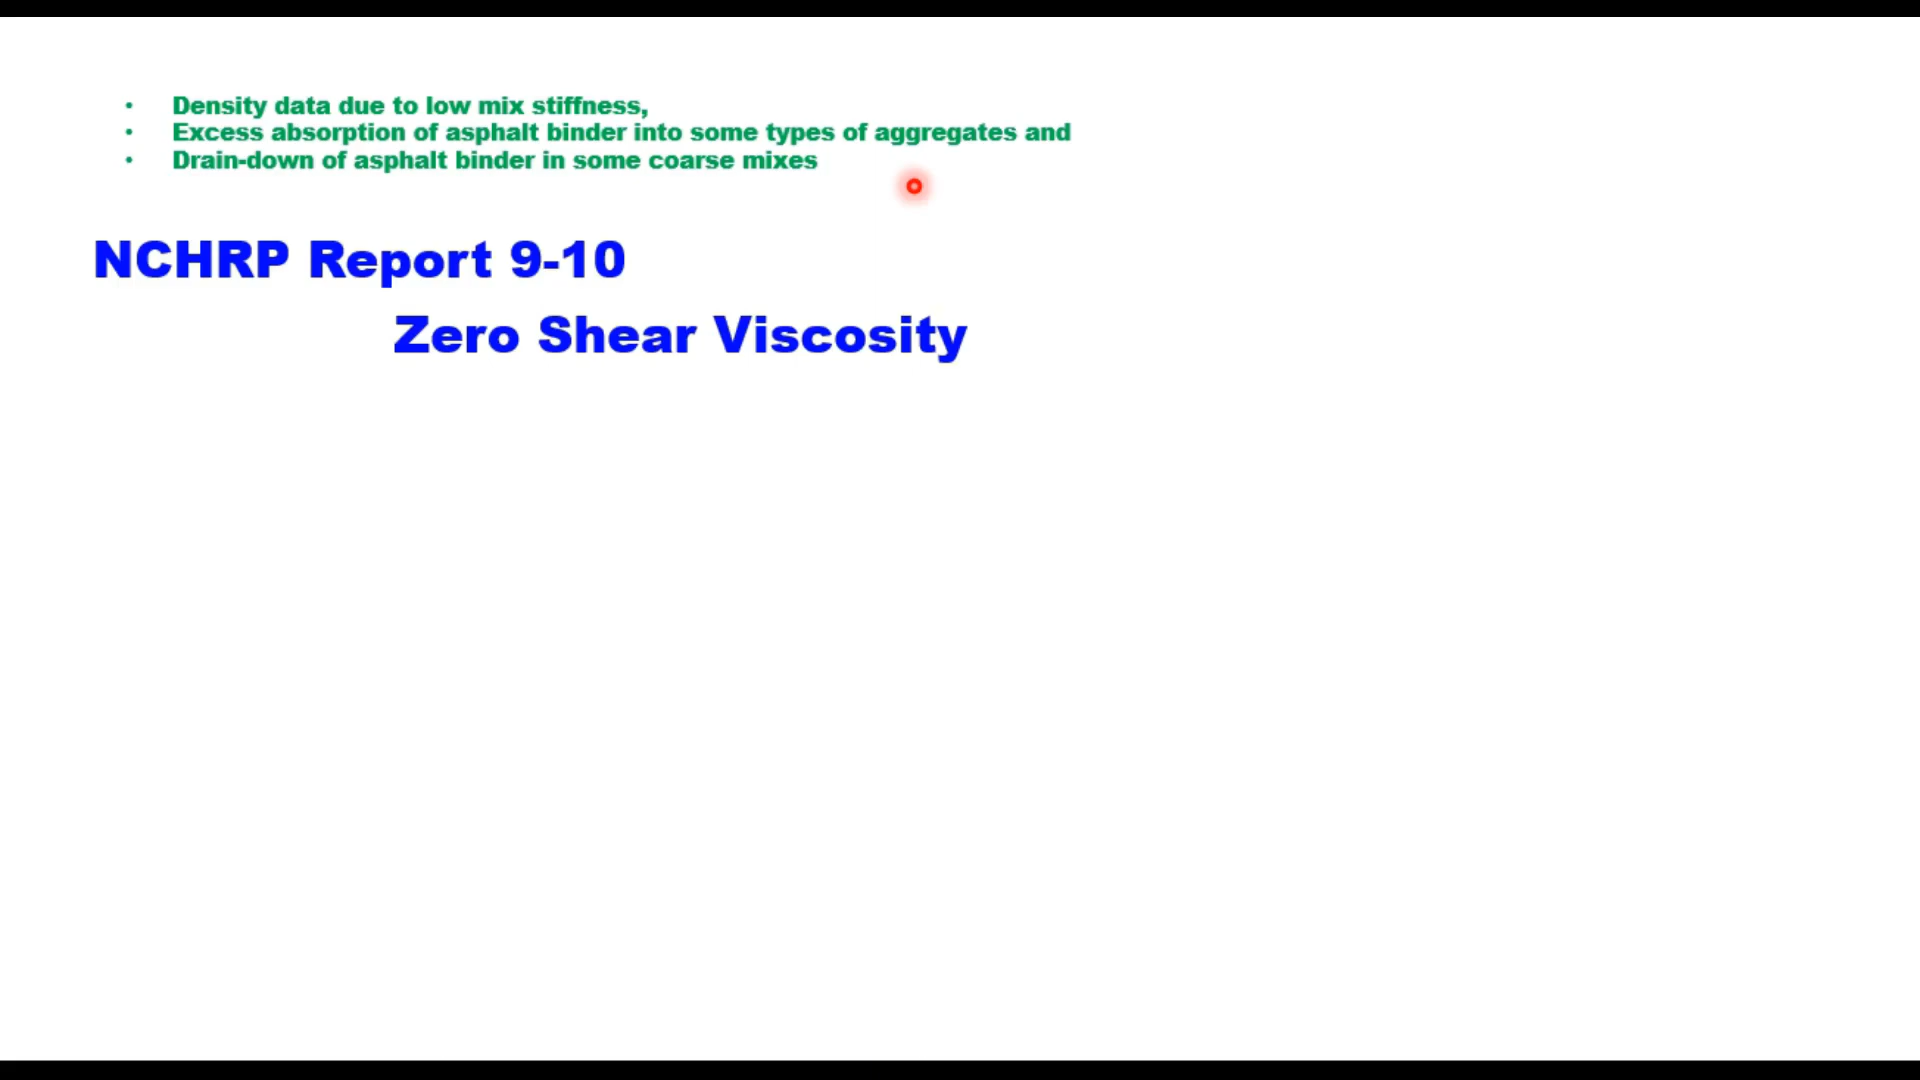 • Density data due to low mix stiffness,
• Excess absorption of asphalt binder into some types of aggregates and
• Drain-down of asphalt binder in some coarse mixes
NCHRP Report 9-10
Zero Shear Viscosity